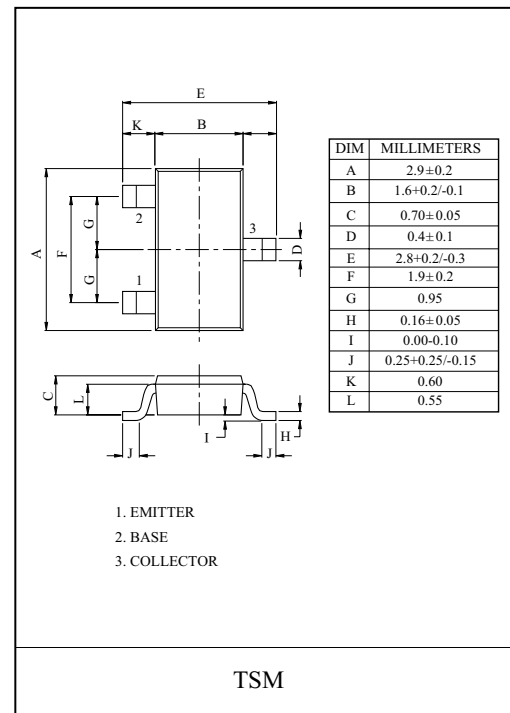 E
K B
DIM MILLIMETERS
A 2.9±0.2
B 1.6+0.2/-0.1
C 0.70±0.05
D 0.4±0.1
E 2.8+0.2/-0.3
F 1.9±0.2
G 0.95
H 0.16±0.05
I 0.00-0.10
J 0.25+0.25/-0.15
K 0.60
L 0.55
2 3
A F G G D
1
C L
I H
J J
1. EMITTER
2. BASE
3. COLLECTOR
TSM